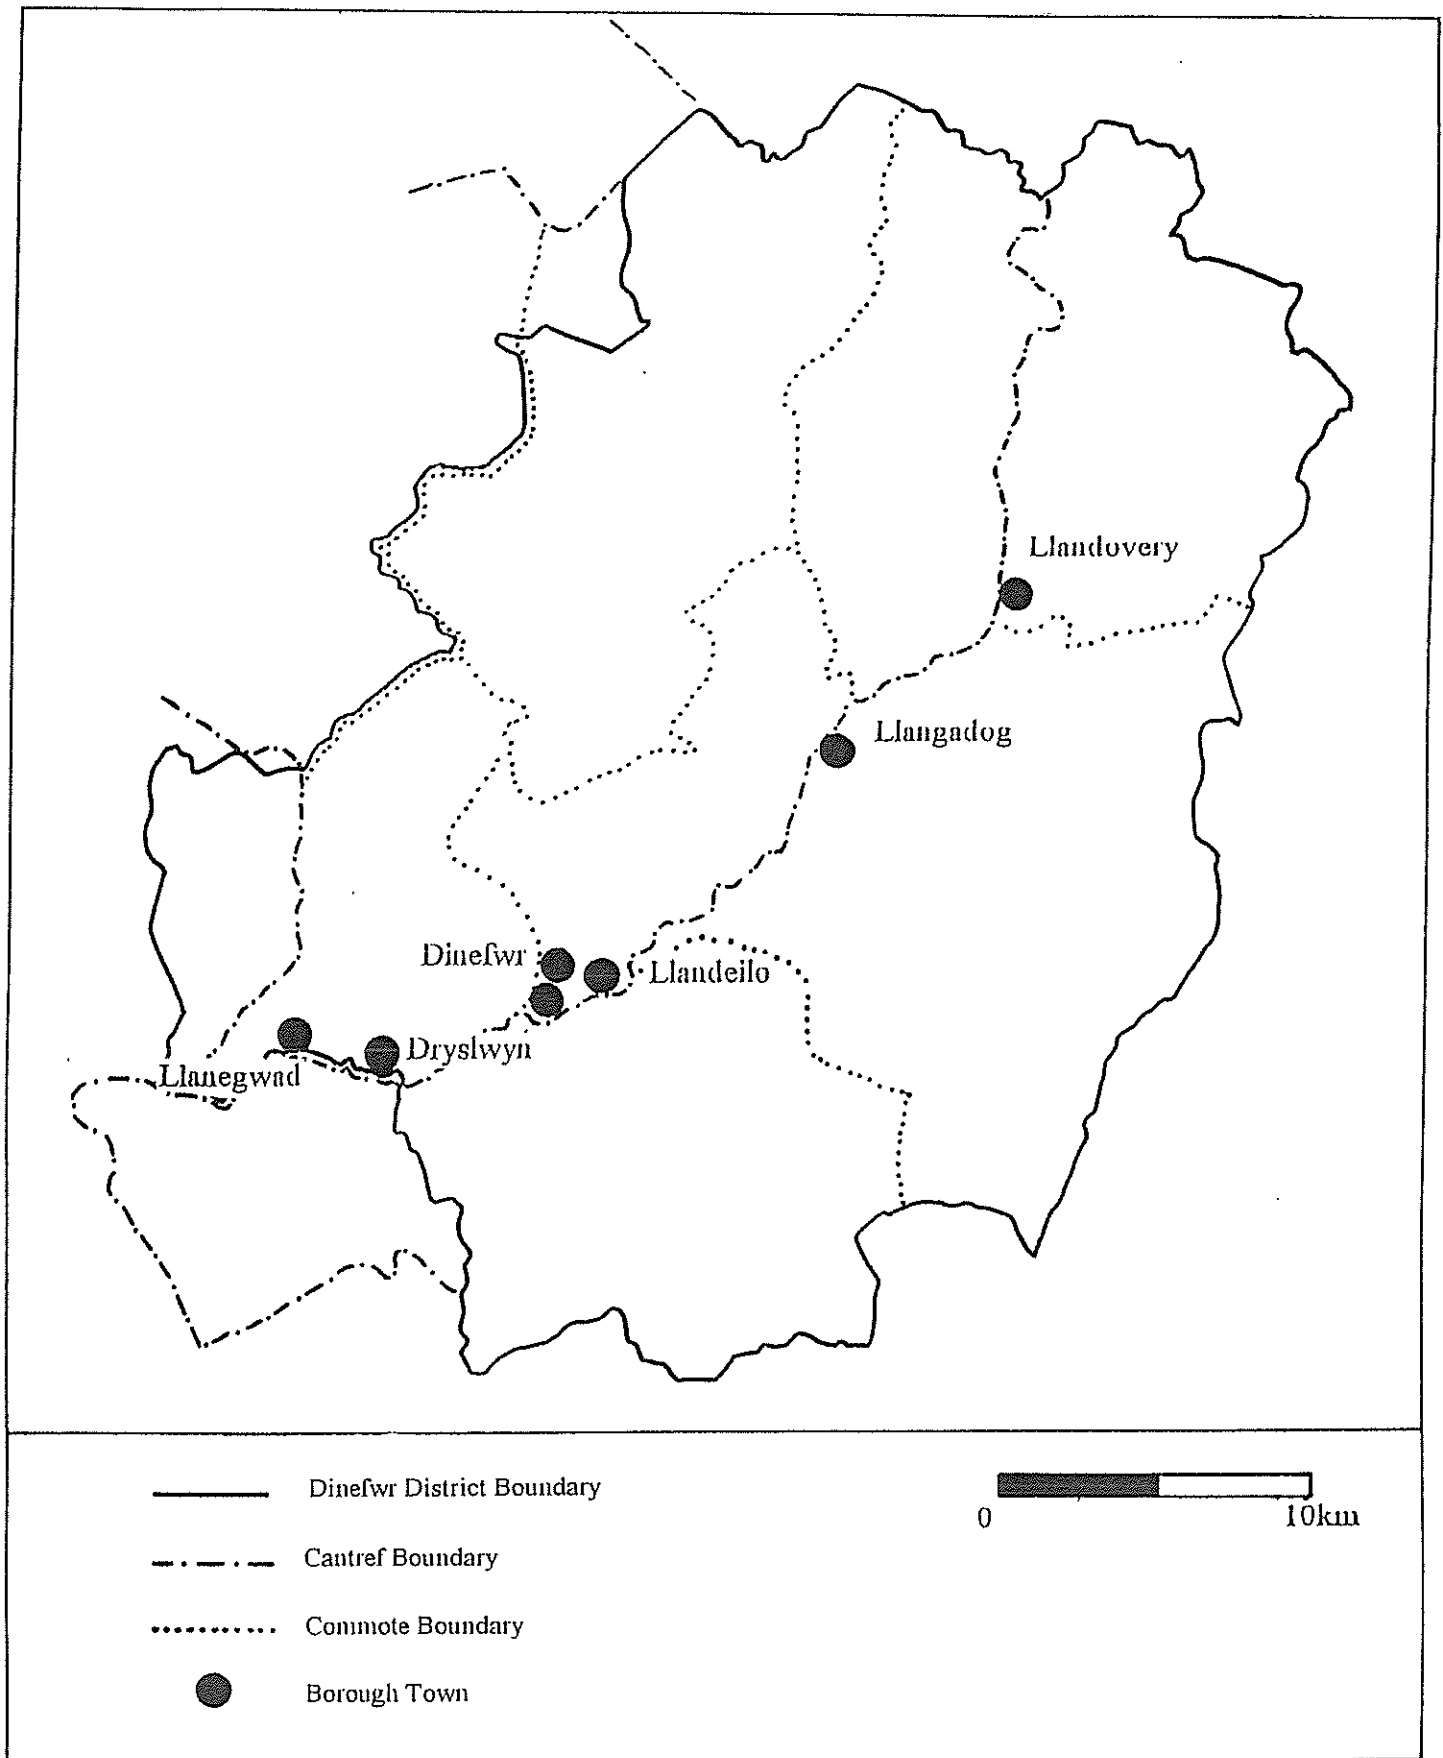 Llandovery
Llangadog
Dinefwr
Llandeilo
Dryslwyn
Llanegwad
Dinefwr District Boundary
Cantref Boundary
Commote Boundary
Borough Town
0 10km